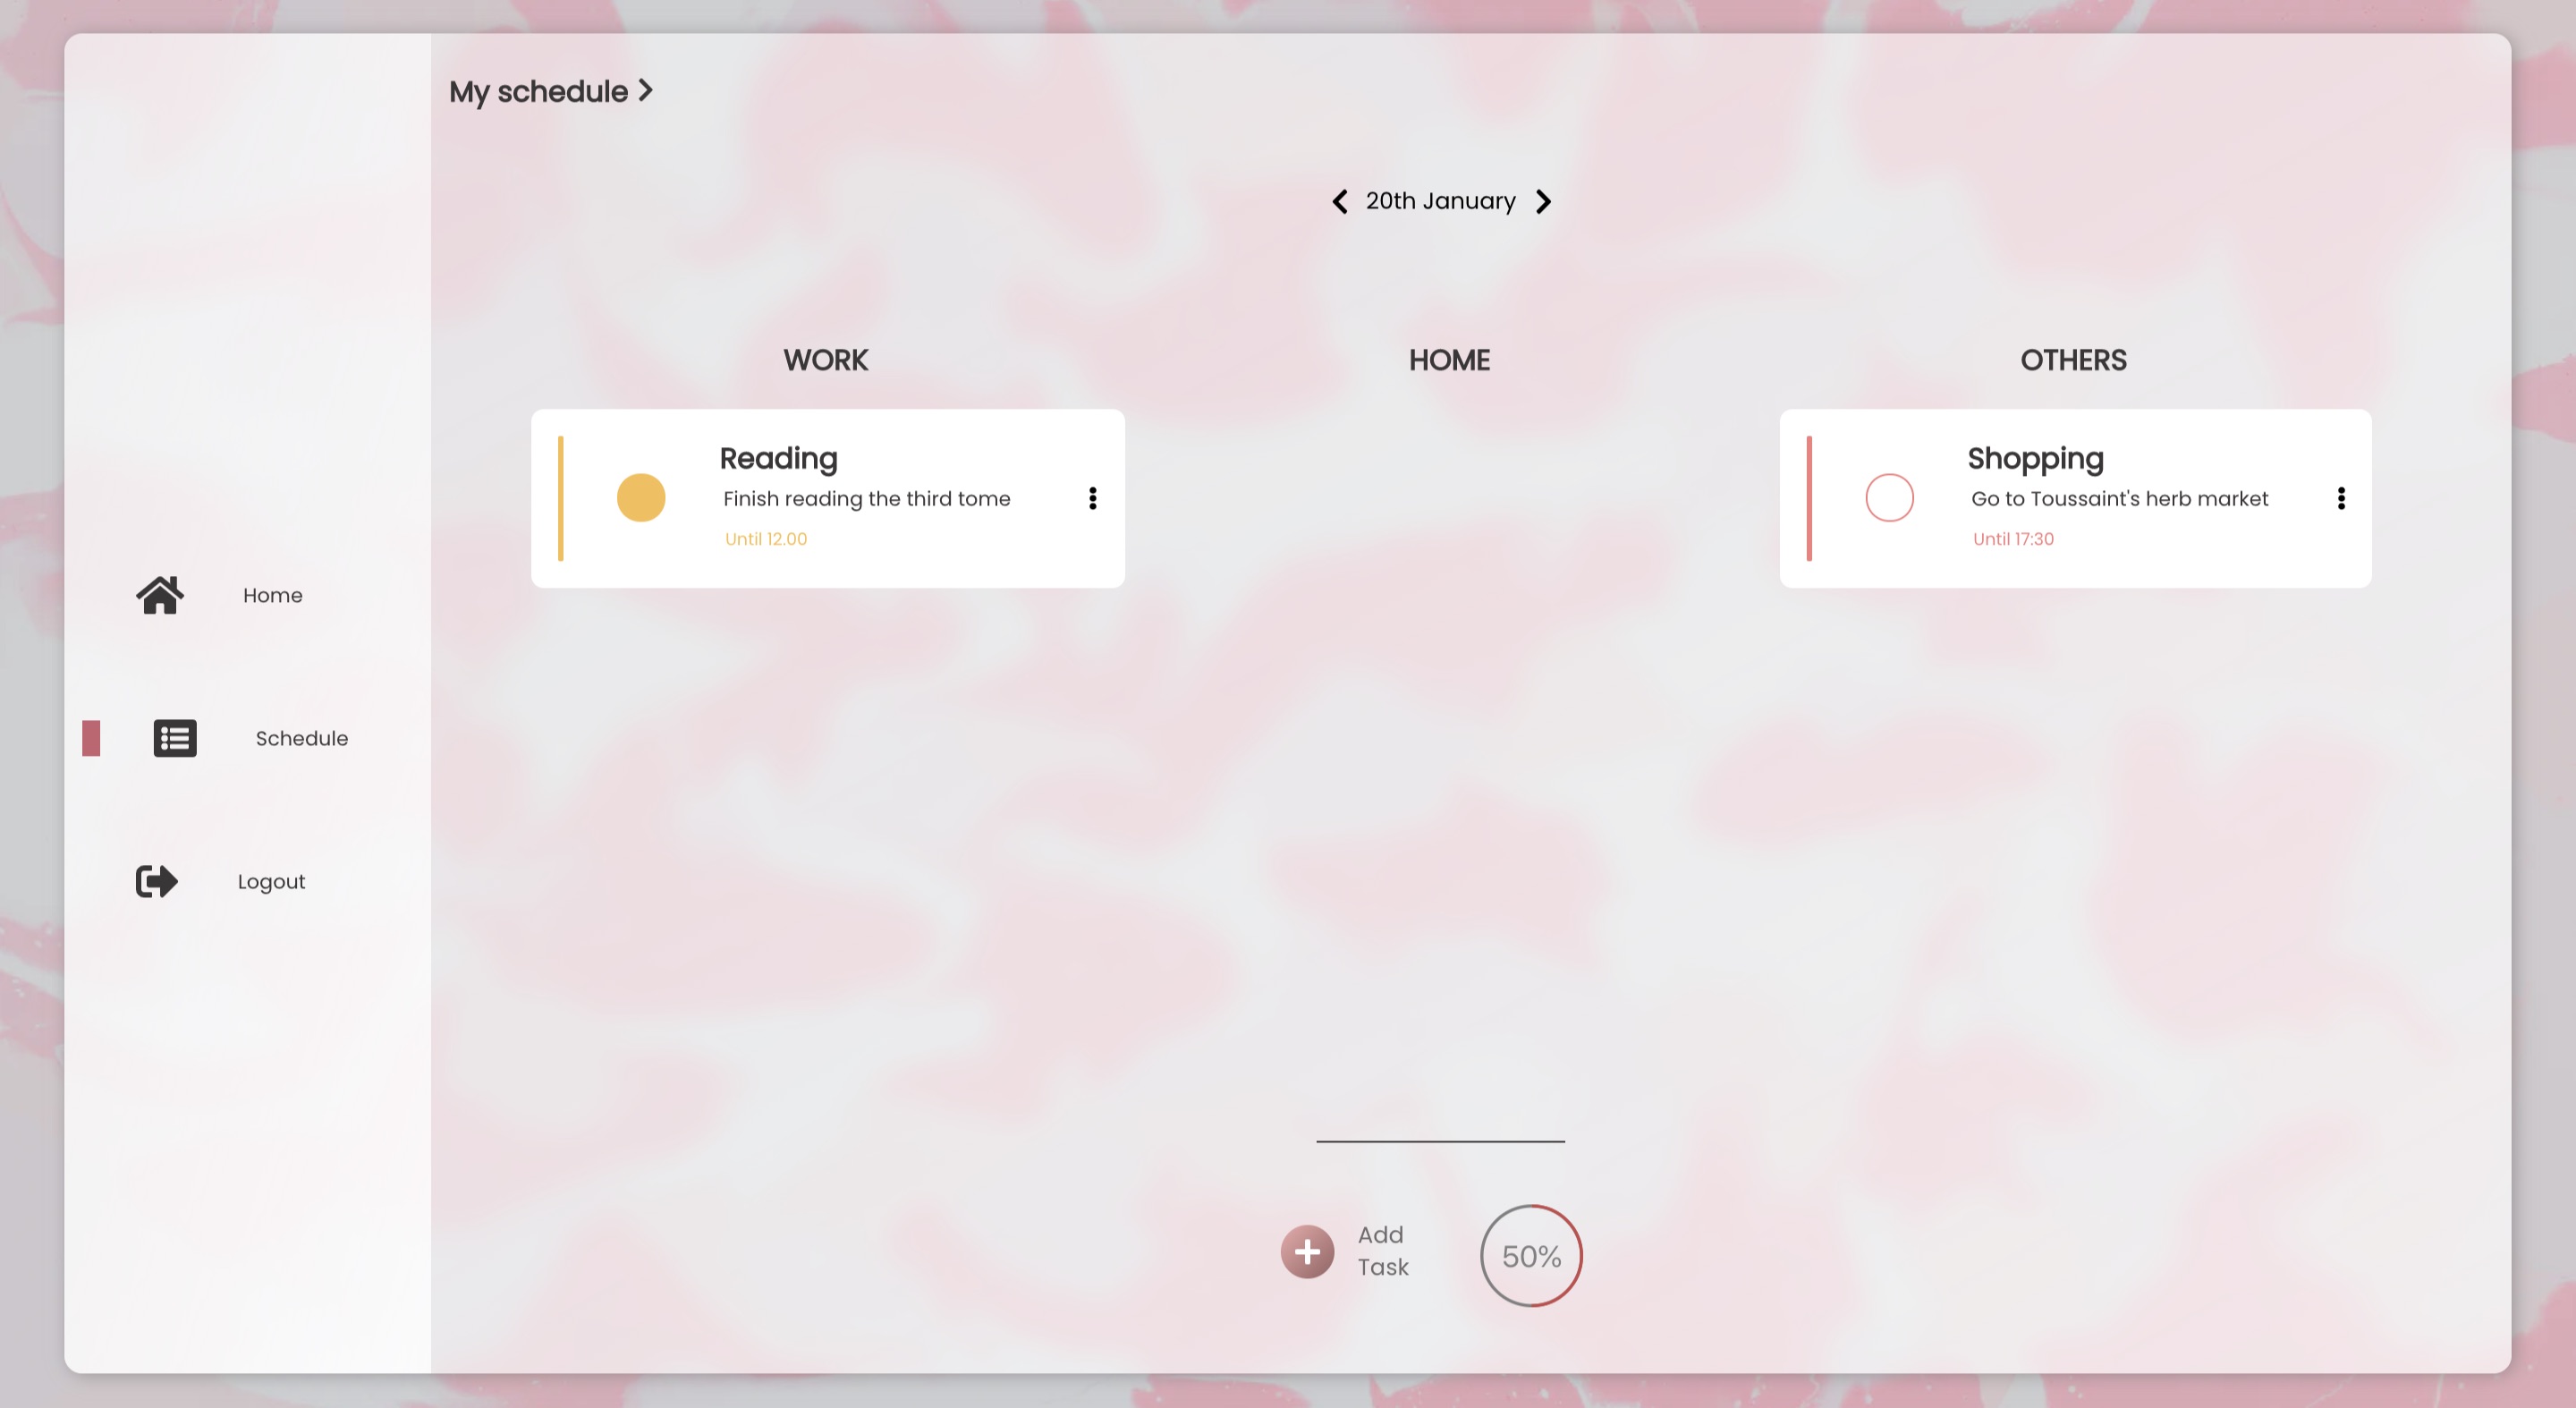 My schedule
20th January
WORK
HOME
OTHERS
Reading
Finish reading the third tome
Until 12.00
Shopping
Go to Toussaint's herb market
Until 17:30
Home
Schedule
Logout
Add
Task
50%